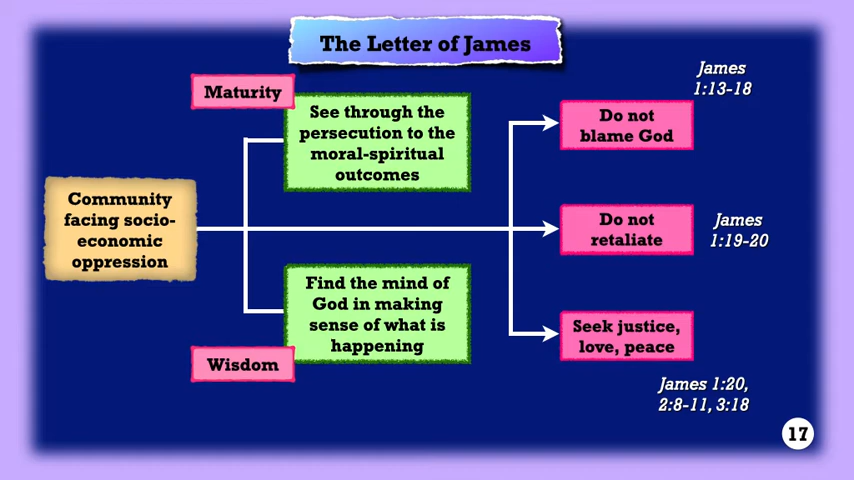 The Letter of James
Maturity
See through the
persecution to the
moral-spiritual
outcomes
Community
facing socio-
economic
oppression
Find the mind of
God in making
sense of what is
happening
Wisdom
James
1:13-18
Do not
blame God
Do not
retaliate
James
1:19-20
Seek justice,
love, peace
James 1:20,
2:8-11, 3:18
17